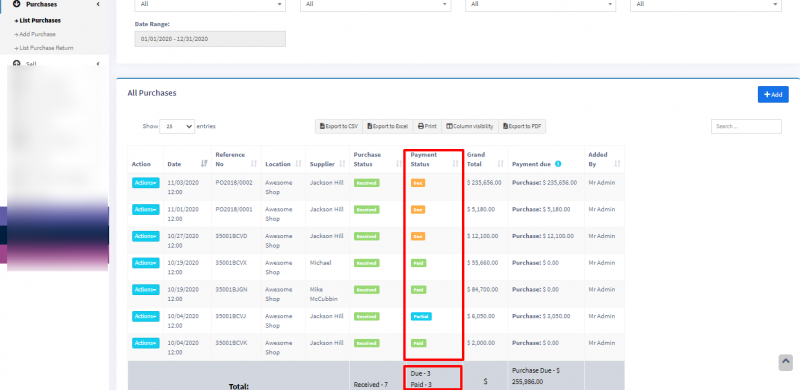 Purchases
List Purchases
Add Purchase
List Purchase Return
Sell
All All All All
Date Range:
01/01/2020 - 12/31/2020
All Purchases
+ Add
Show 25 entries Export to CSV Export to Excel Print Column visibility Export to PDF Search ...
Action Date Reference No Location Supplier Purchase Status Payment Status Grand Total Payment due Added By
Actions 11/03/2020 12:00 PO2018/0002 Awesome Shop Jackson Hill Received Due $ 235,656.00 Purchase: $ 235,656.00 Mr Admin
Actions 11/01/2020 12:00 PO2018/0001 Awesome Shop Jackson Hill Received Due $ 5,180.00 Purchase: $ 5,180.00 Mr Admin
Actions 10/27/2020 12:00 35001BCVD Awesome Shop Jackson Hill Received Due $ 12,100.00 Purchase: $ 12,100.00 Mr Admin
Actions 10/19/2020 12:00 35001BCVX Awesome Shop Michael Received Paid $ 55,660.00 Purchase: $ 0.00 Mr Admin
Actions 10/19/2020 12:00 35001BJGN Awesome Shop Mike McCubbin Received Paid $ 84,700.00 Purchase: $ 0.00 Mr Admin
Actions 10/04/2020 12:00 35001BCVJ Awesome Shop Jackson Hill Received Partial $ 6,050.00 Purchase: $ 3,050.00 Mr Admin
Actions 10/04/2020 12:00 35001BCVK Awesome Shop Jackson Hill Received Paid $ 2,000.00 Purchase: $ 0.00 Mr Admin
Total: Received - 7 Due - 3 Paid - 3 $ Purchase Due - $ 255,986.00